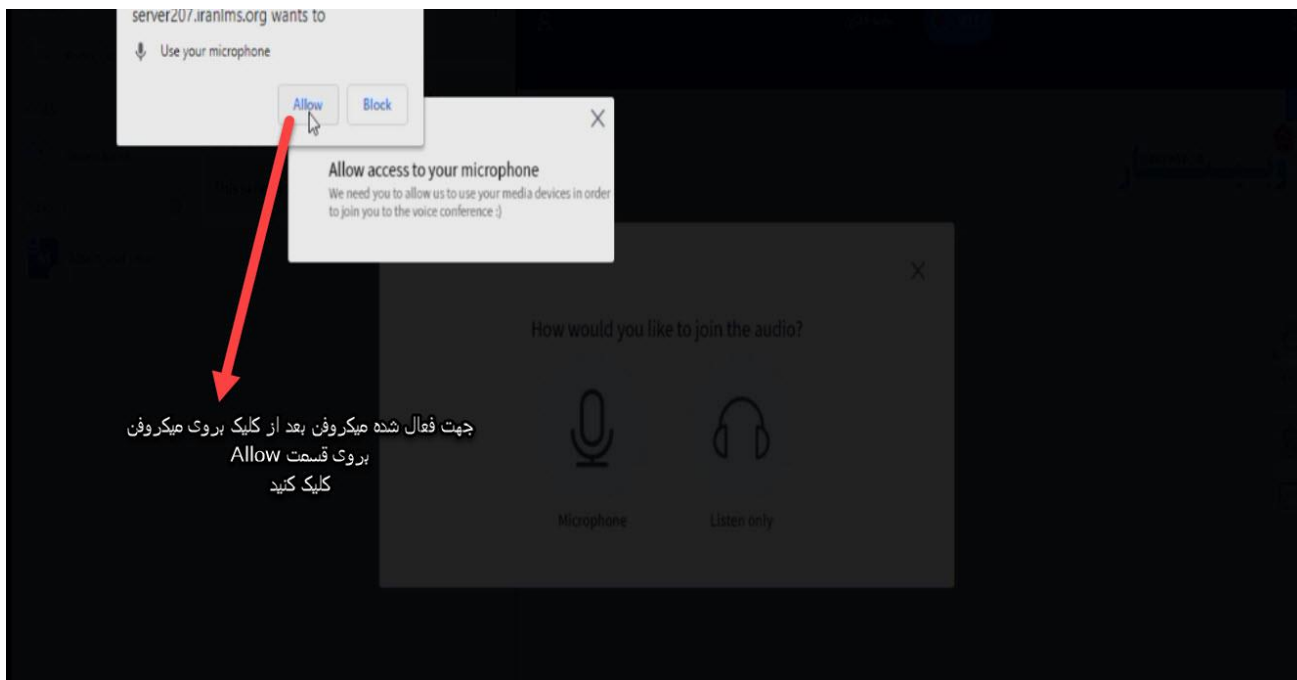 server207.iranlms.org wants to
Use your microphone
Allow
Block
Allow access to your microphone
We need you to allow us to use your media devices in order
to join you to the voice conference :)
How would you like to join the audio?
Microphone
Listen only
جهت فعال شده میکروفن بعد از کلیک بروی میکروفن
بروی قسمت Allow
کلیک کنید